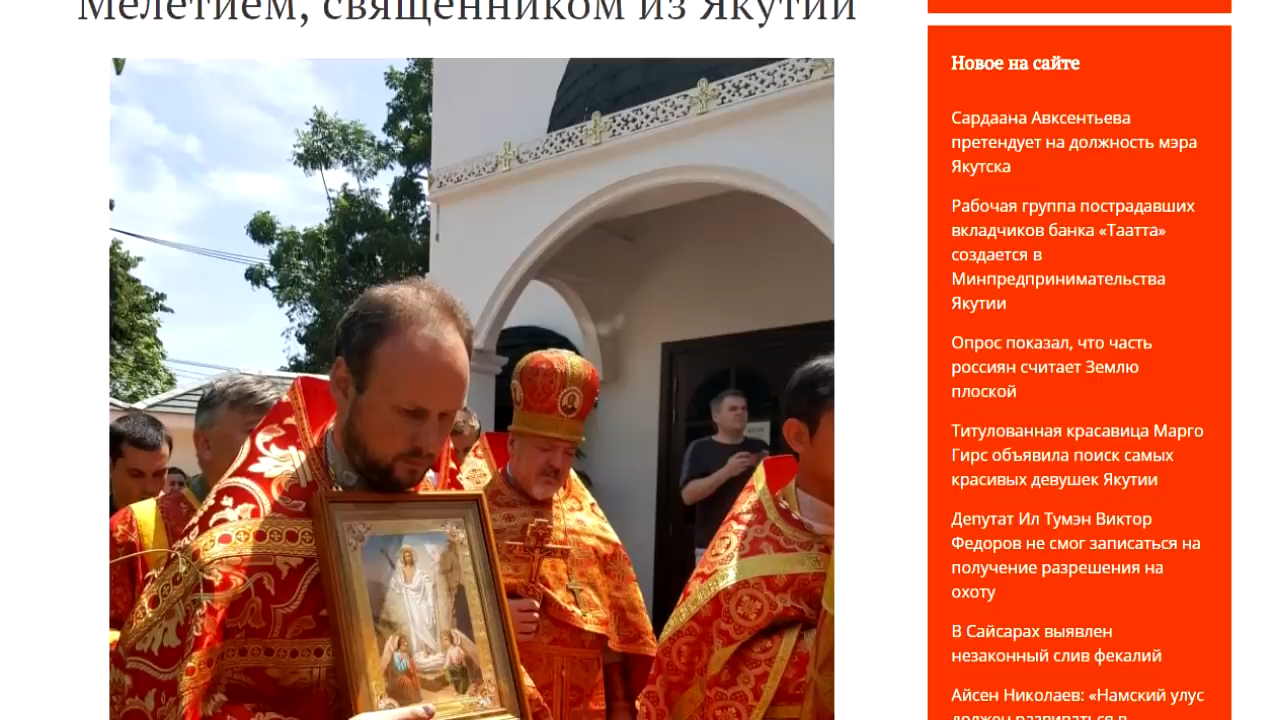 Мелетием, священником из Якутии
Новое на сайте
Сардаана Авксентьева
претендует на должность мэра
Якутска
Рабочая группа пострадавших
вкладчиков банка «Таатта»
создается в
Минпредпринимательства
Якутии
Опрос показал, что часть
россиян считает Землю
плоской
Титулованная красавица Марго
Гирс объявила поиск самых
красивых девушек Якутии
Депутат Ил Тумэн Виктор
Федоров не смог записаться на
получение разрешения на
охоту
В Сайсарах выявлен
незаконный слив фекалий
Айсен Николаев: «Намский улус
должен развиваться в